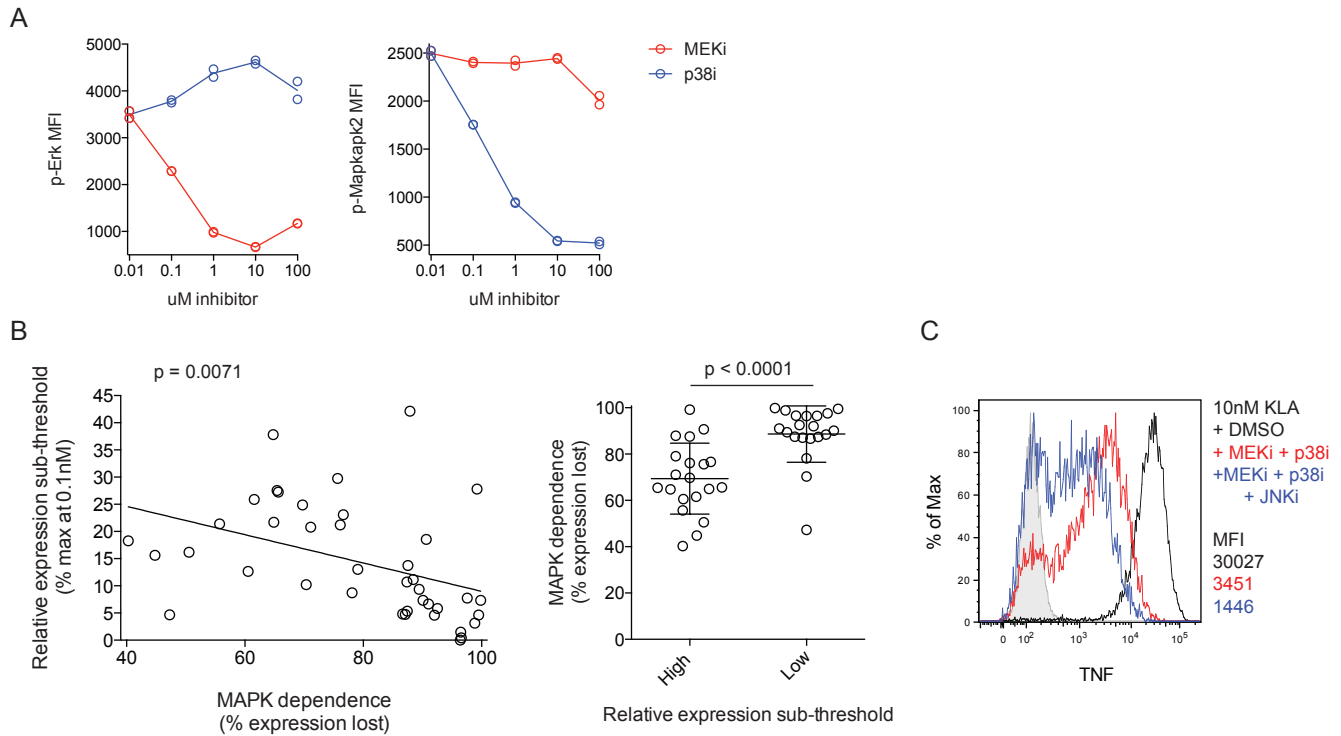 A
5000
4000
3000
2000
1000
p-Erk MFI
0.01
0.1
1
10
100
uM inhibitor
2500
2000
1500
1000
500
p-Mapkapk2 MFI
0.01
0.1
1
10
100
uM inhibitor
MEKi
p38i
B
p = 0.0071
Relative expression sub-threshold
(% max at 0.1nM)
45
40
35
30
25
20
15
10
5
0
40
60
80
100
MAPK dependence
(% expression lost)
p < 0.0001
MAPK dependence
(% expression lost)
100
80
60
40
20
0
High
Low
Relative expression sub-threshold
C
% of Max
100
80
60
40
20
0
0
10²
10³
10⁴
10⁵
TNF
10nM KLA
+ DMSO
+ MEKi + p38i
+MEKi + p38i
+ JNKi
MFI
30027
3451
1446